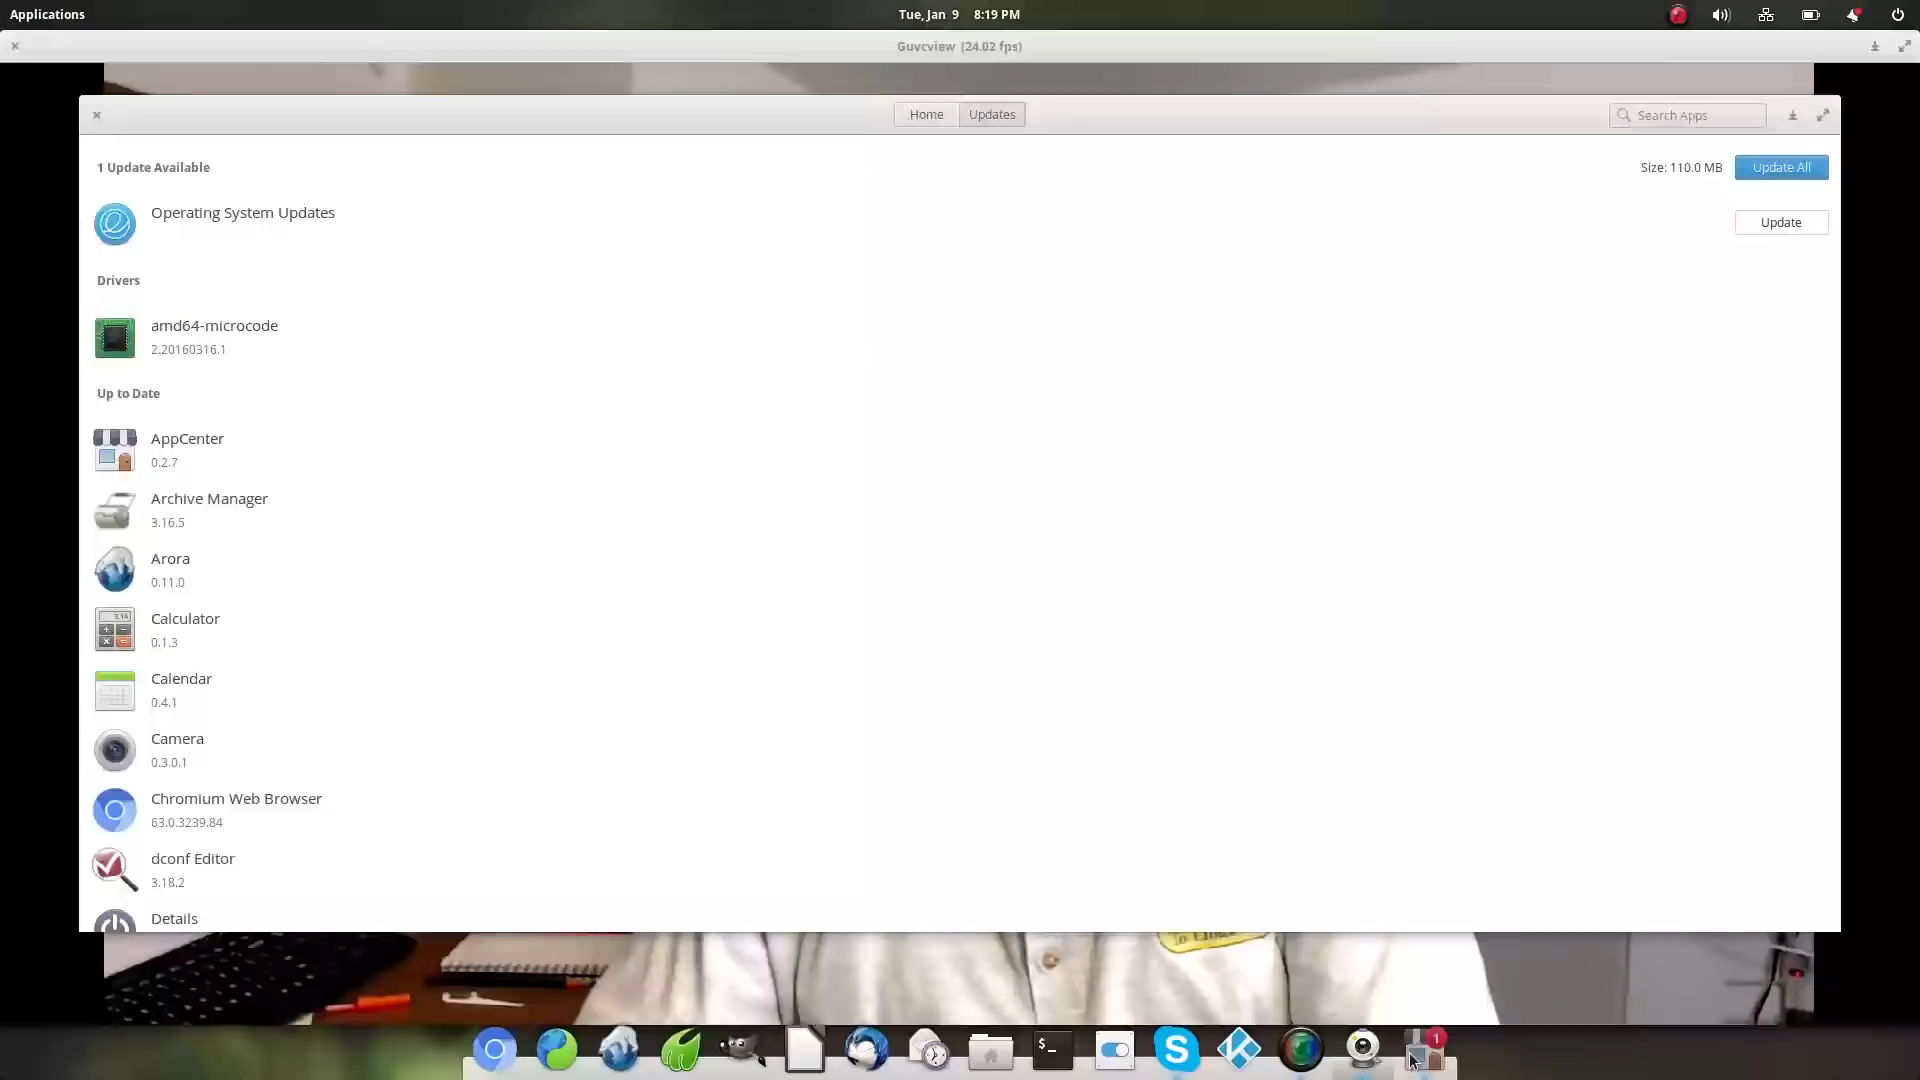 Applications
Tue, Jan 9 8:19 PM
Guvcview (24.02 fps)
Home
Updates
Search Apps
1 Update Available
Size: 110.0 MB
Update All
Operating System Updates
Update
Drivers
amd64-microcode
2.20160316.1
Up to Date
AppCenter
0.2.7
Archive Manager
3.16.5
Arora
0.11.0
Calculator
0.1.3
Calendar
0.4.1
Camera
0.3.0.1
Chromium Web Browser
63.0.3239.84
dconf Editor
3.18.2
Details
$_
S
1